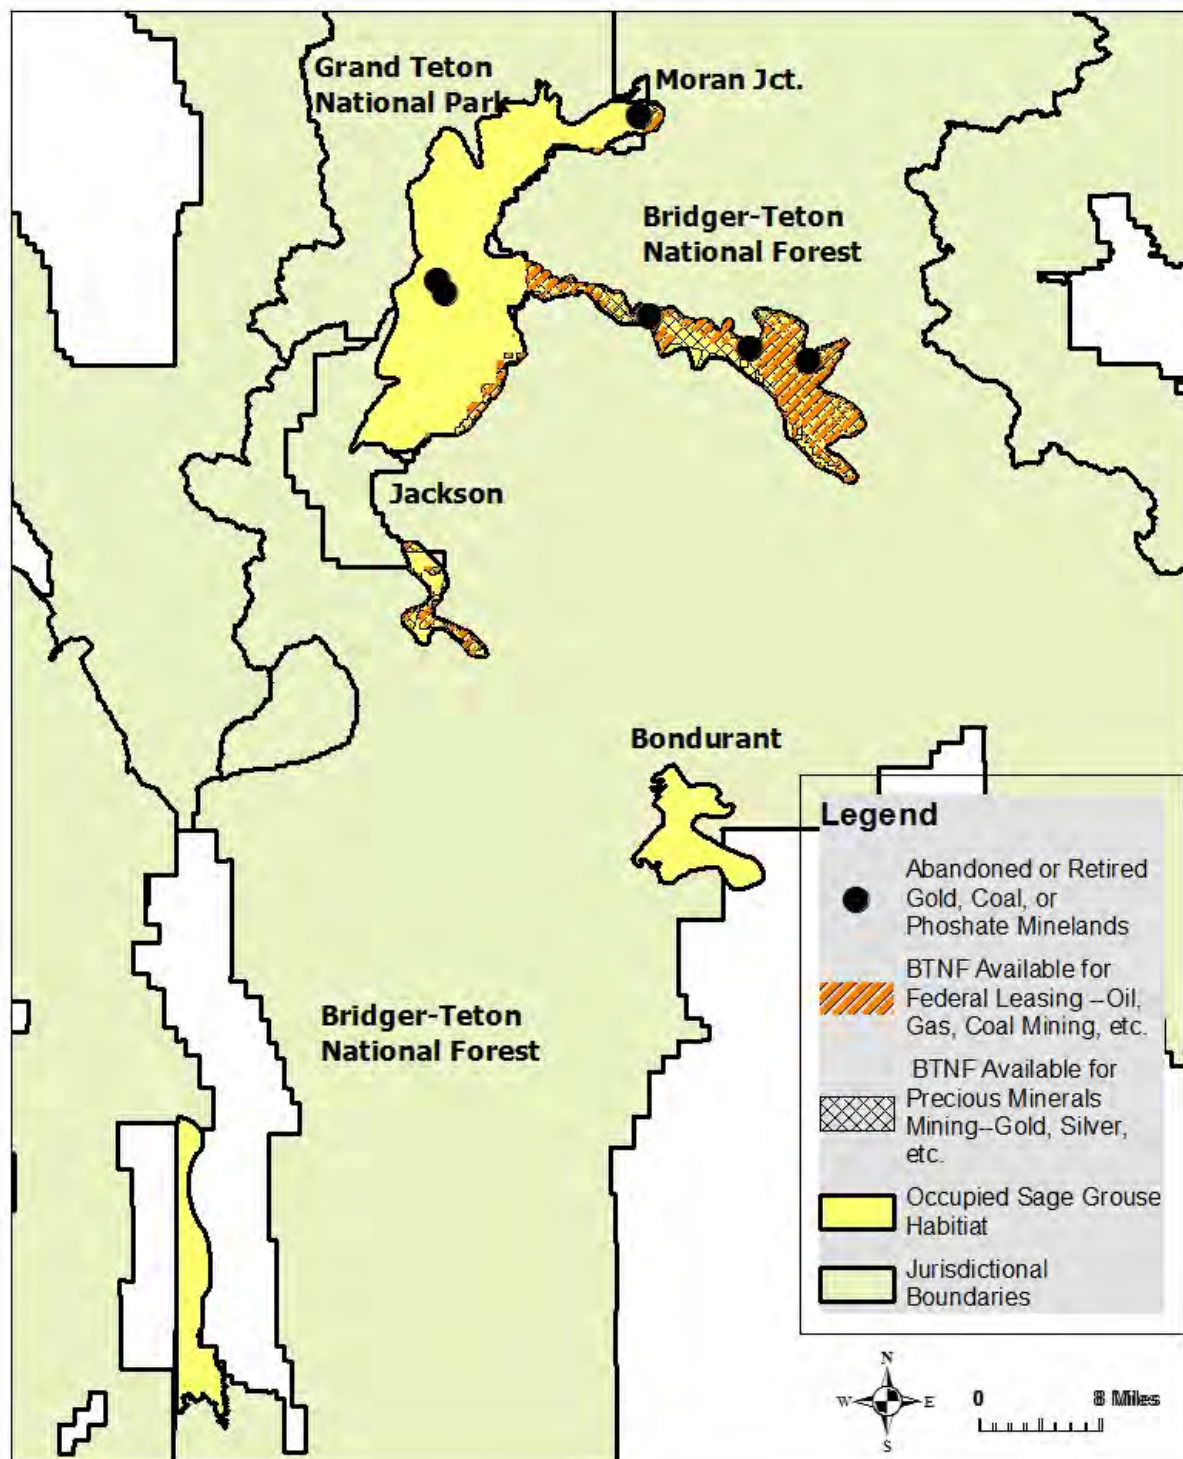 Grand Teton
National Park
Moran Jct.
Bridger-Teton
National Forest
Jackson
Bondurant
Bridger-Teton
National Forest
Legend
Abandoned or Retired
Gold, Coal, or
Phoshate Minelands
BTNF Available for
Federal Leasing --Oil,
Gas, Coal Mining, etc.
BTNF Available for
Precious Minerals
Mining--Gold, Silver,
etc.
Occupied Sage Grouse
Habitiat
Jurisdictional
Boundaries
N
W E
S
0 8 Miles